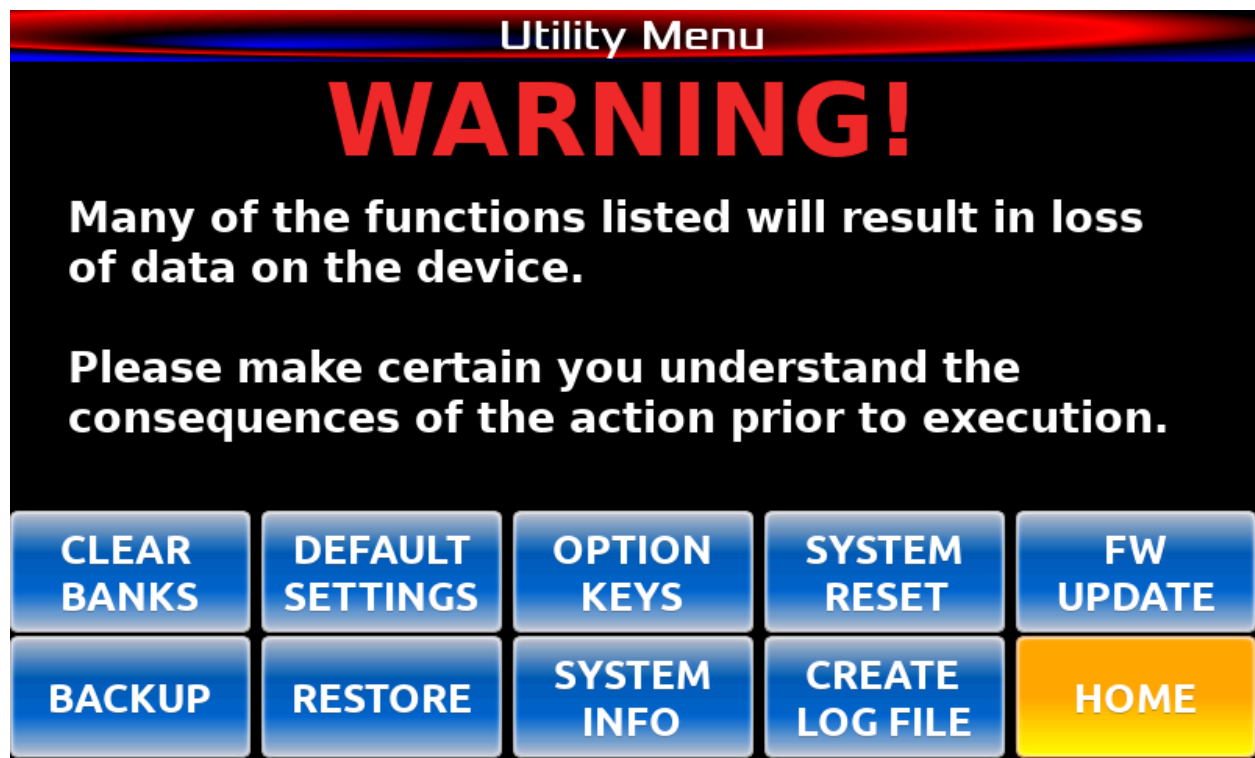 Utility Menu
WARNING!
Many of the functions listed will result in loss
of data on the device.
Please make certain you understand the
consequences of the action prior to execution.
CLEAR
BANKS
DEFAULT
SETTINGS
OPTION
KEYS
SYSTEM
RESET
FW
UPDATE
BACKUP
RESTORE
SYSTEM
INFO
CREATE
LOG FILE
HOME